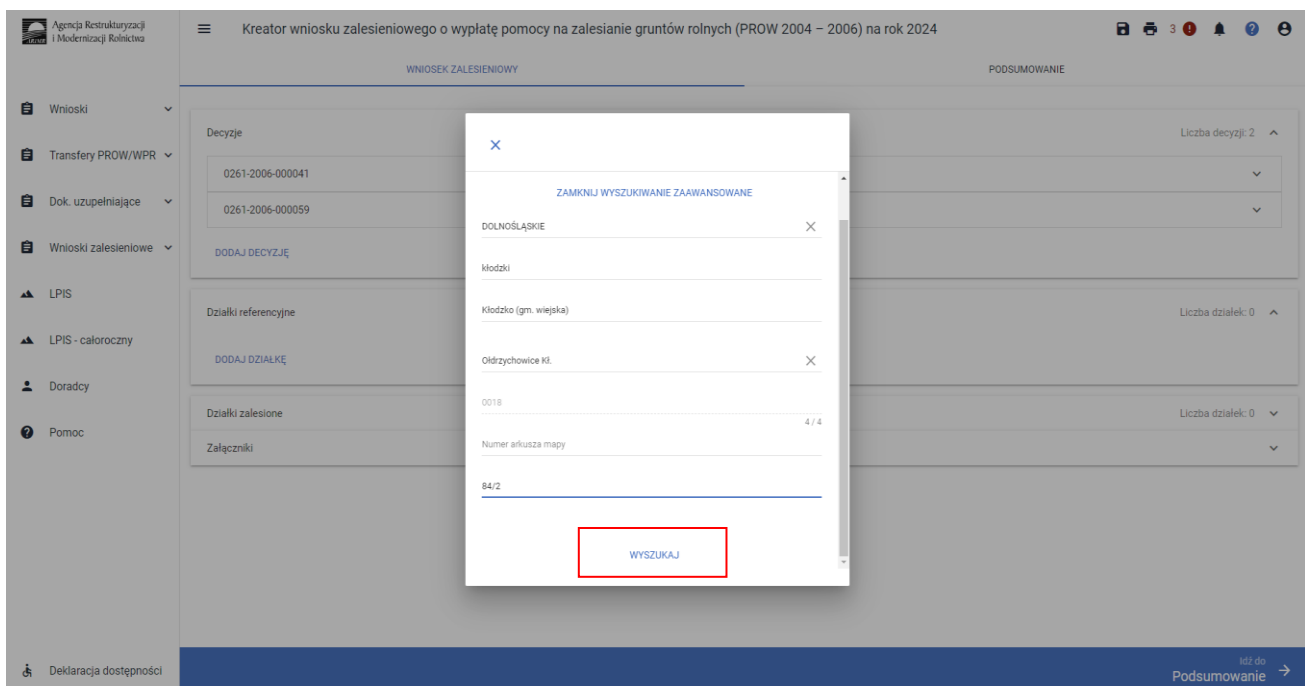 Agencja Restrukturyzacji
i Modernizacji Rolnictwa
Kreator wniosku zalesieniowego o wypłatę pomocy na zalesianie gruntów rolnych (PROW 2004 – 2006) na rok 2024
3
WNIOSEK ZALESIENIOWY
PODSUMOWANIE
Wnioski
Transfery PROW/WPR
Dok. uzupełniające
Wnioski zalesieniowe
LPIS
LPIS - całoroczny
Doradcy
Pomoc
Deklaracja dostępności
Decyzje
Liczba decyzji: 2
0261-2006-000041
0261-2006-000059
DODAJ DECYZJĘ
Działki referencyjne
Liczba działek: 0
DODAJ DZIAŁKĘ
Działki zalesione
Liczba działek: 0
Załączniki
ZAMKNIJ WYSZUKIWANIE ZAAWANSOWANE
DOLNOŚLĄSKIE
kłodzki
Kłodzko (gm. wiejska)
Ołdrzychowice Kł.
0018
4 / 4
Numer arkusza mapy
84/2
WYSZUKAJ
Idź do
Podsumowanie